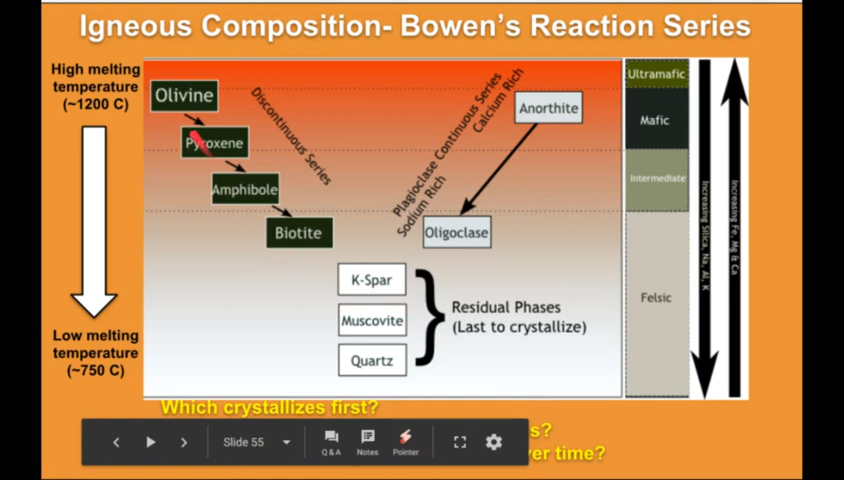 Igneous Composition- Bowen's Reaction Series
High melting
temperature
(~1200 C)
Low melting
temperature
(~750 C)
Olivine
Pyroxene
Amphibole
Biotite
Discontinuous Series
Plagioclase Continuous Series
Calcium Rich
Sodium Rich
Anorthite
Oligoclase
K-Spar
Muscovite
Quartz
Residual Phases
(Last to crystallize)
Ultramafic
Mafic
Intermediate
Felsic
Increasing Silica, Na, Al, K
Increasing Fe, Mg & Ca
Which crystallizes first?
s?
ver time?
Slide 55
Q & A
Notes
Pointer